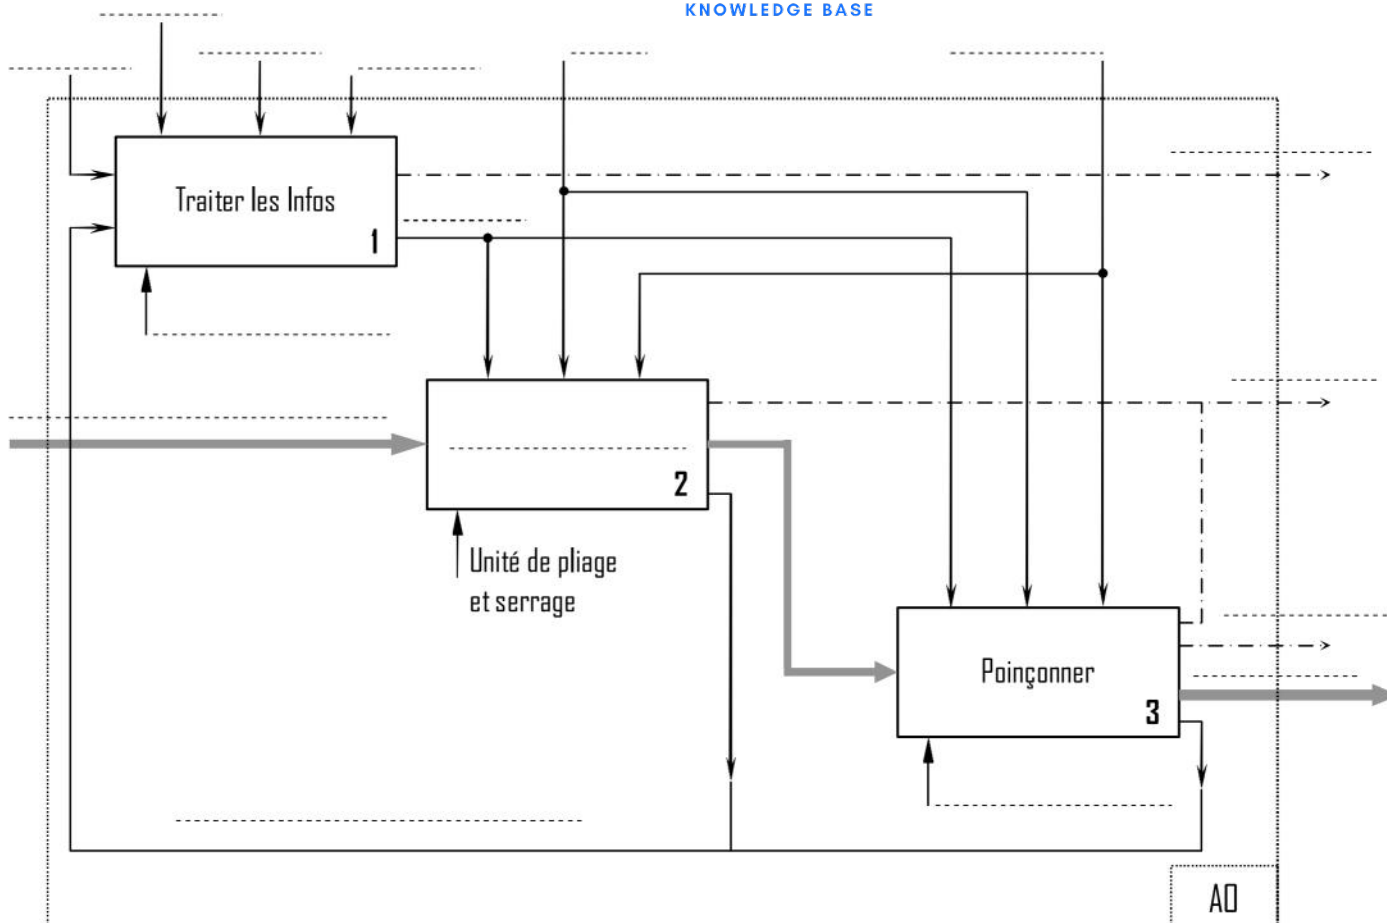 KNOWLEDGE BASE
Traiter les Infos
1
2
Unité de pliage
et serrage
Poinçonner
3
A0